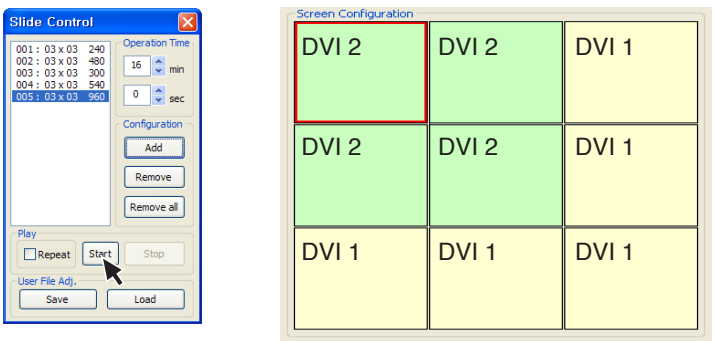 Slide Control
001 : 03 x 03 240
002 : 03 x 03 480
003 : 03 x 03 300
004 : 03 x 03 540
005 : 03 x 03 960
Operation Time
16 min
0 sec
Configuration
Add
Remove
Remove all
Play
Repeat Start Stop
User File Adj.
Save Load
Screen Configuration
DVI 2 DVI 2 DVI 1
DVI 2 DVI 2 DVI 1
DVI 1 DVI 1 DVI 1